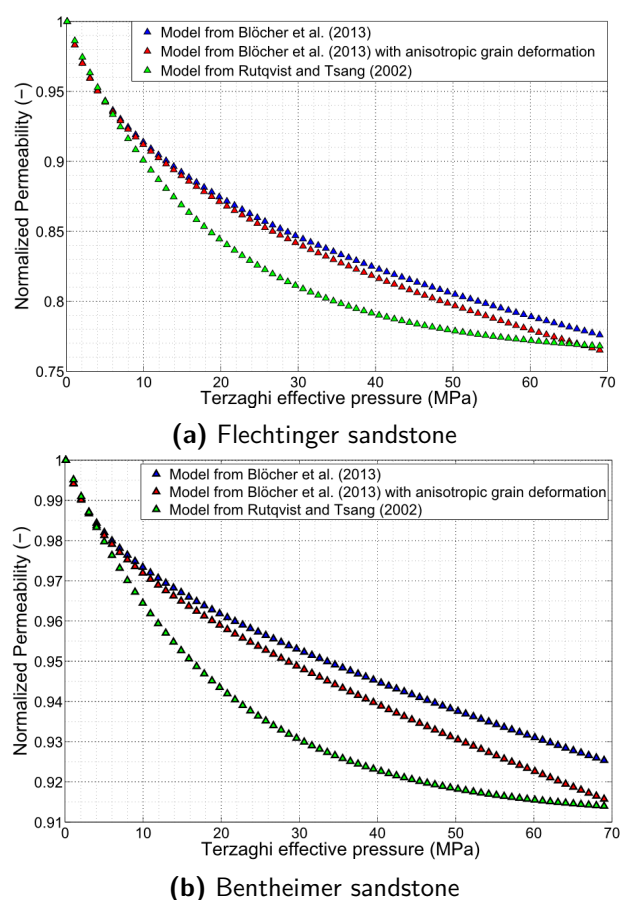 1
Model from Blöcher et al. (2013)
Model from Blöcher et al. (2013) with anisotropic grain deformation
Model from Rutqvist and Tsang (2002)
0.95
0.9
0.85
0.8
0.75
Normalized Permeability (−)
0 10 20 30 40 50 60 70
Terzaghi effective pressure (MPa)
(a) Flechtinger sandstone
1
Model from Blöcher et al. (2013)
Model from Blöcher et al. (2013) with anisotropic grain deformation
Model from Rutqvist and Tsang (2002)
0.99
0.98
0.97
0.96
0.95
0.94
0.93
0.92
0.91
Normalized Permeability (−)
0 10 20 30 40 50 60 70
Terzaghi effective pressure (MPa)
(b) Bentheimer sandstone